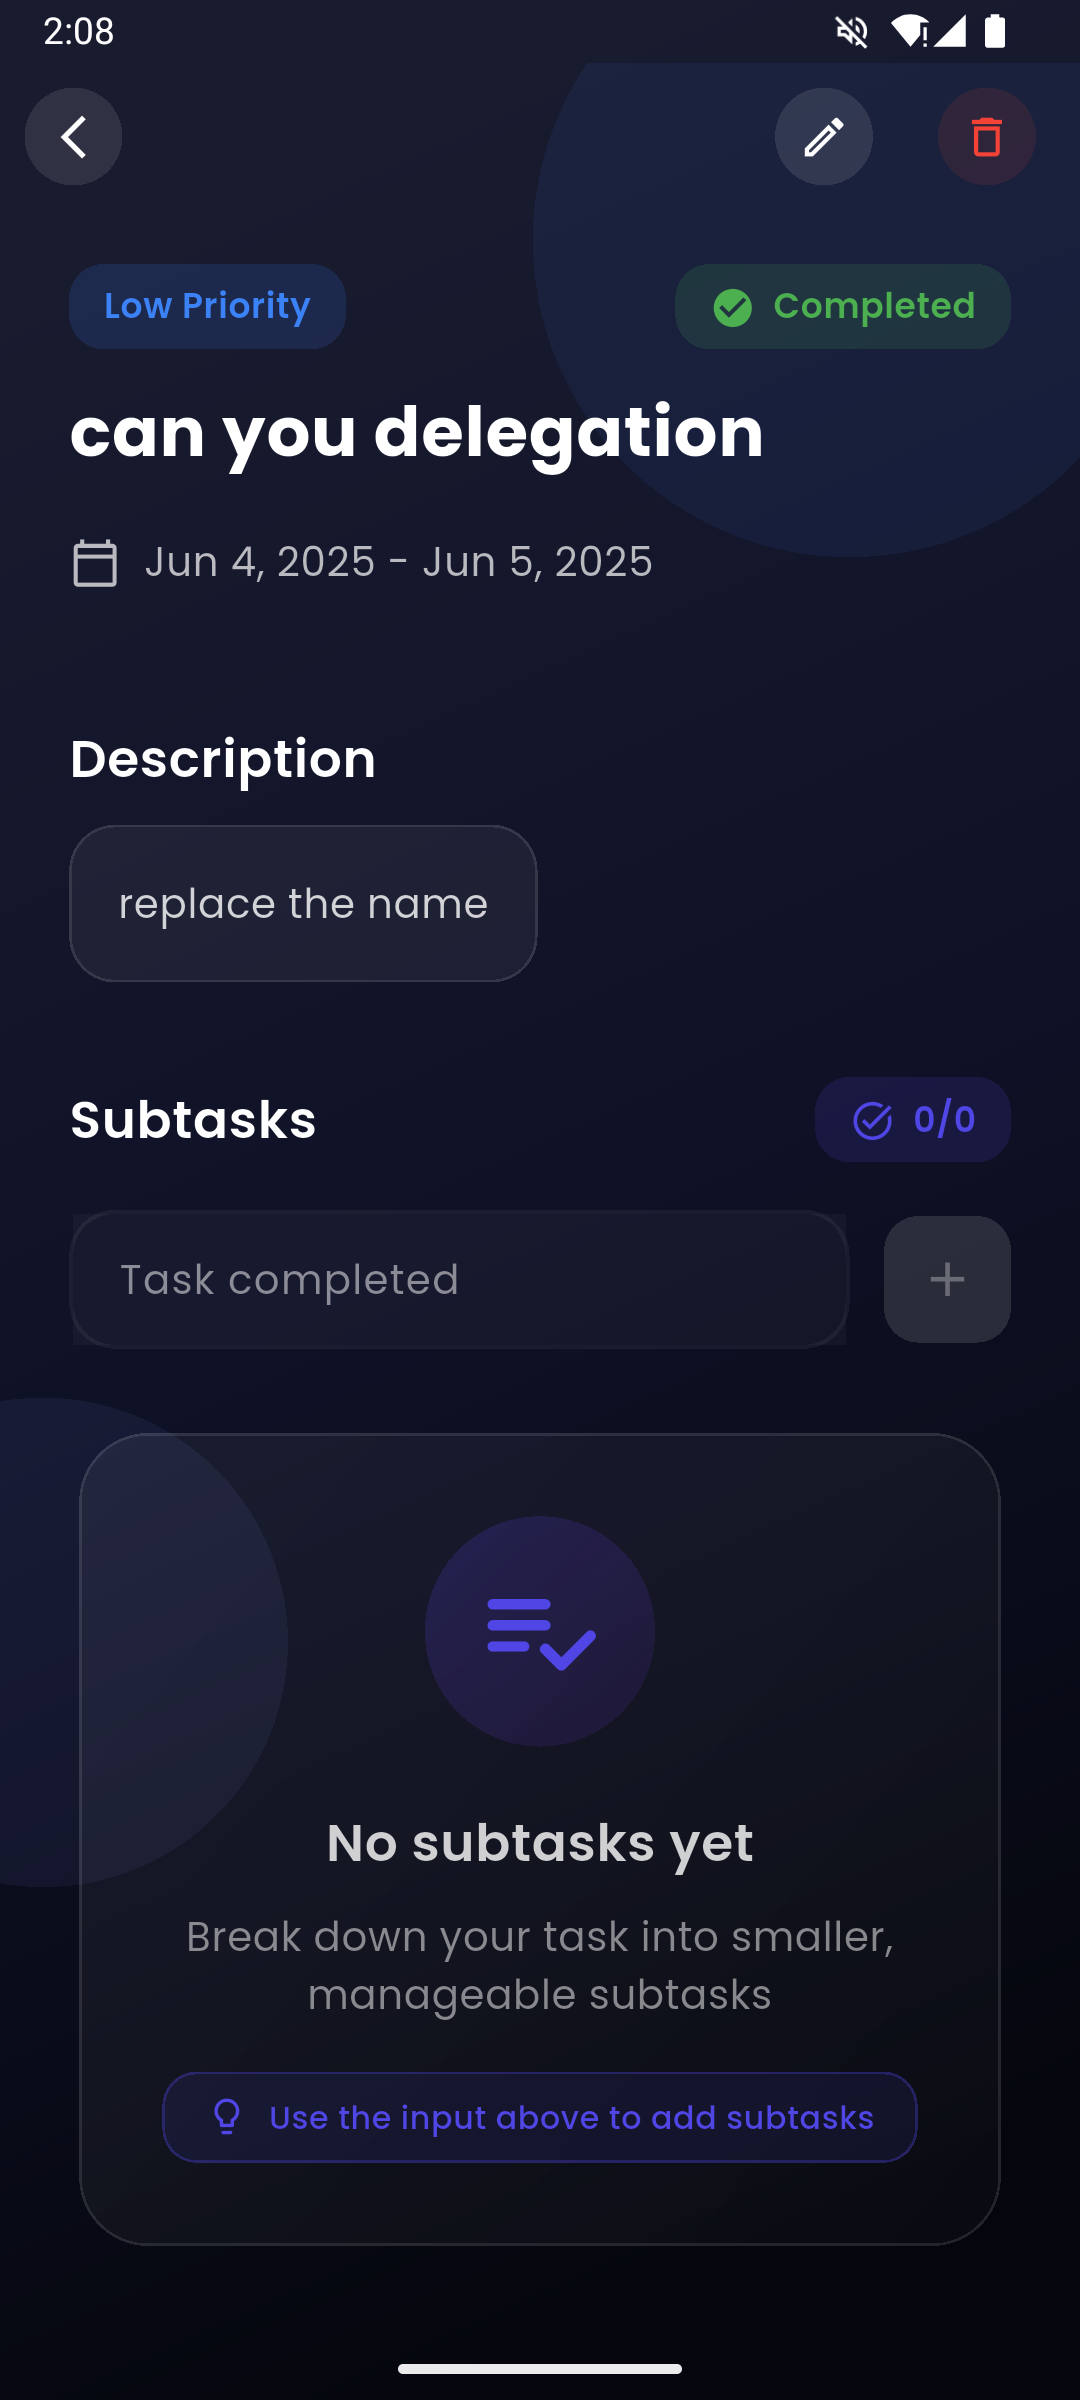 2:08
Low Priority
Completed
can you delegation
Jun 4, 2025 - Jun 5, 2025
Description
replace the name
Subtasks
0/0
Task completed
No subtasks yet
Break down your task into smaller,
manageable subtasks
Use the input above to add subtasks